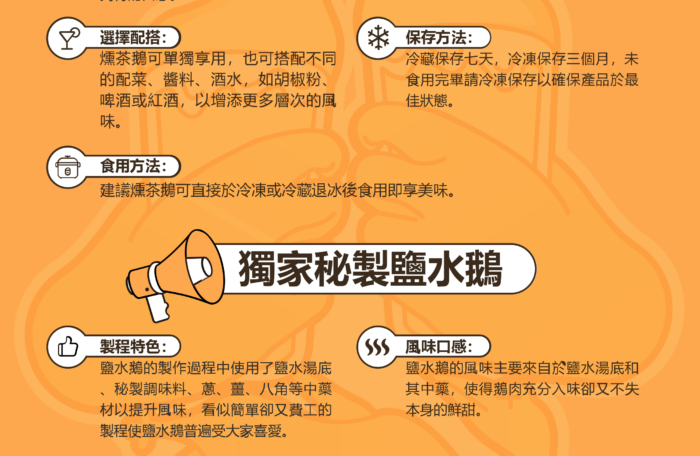 選擇配搭：
燻茶鵝可單獨享用，也可搭配不同
的配菜、醬料、酒水，如胡椒粉、
啤酒或紅酒，以增添更多層次的風
味。
保存方法：
冷藏保存七天，冷凍保存三個月，未
食用完畢請冷凍保存以確保產品於最
佳狀態。
食用方法：
建議燻茶鵝可直接於冷凍或冷藏退冰後食用即享美味。
獨家秘製鹽水鵝
製程特色：
鹽水鵝的製作過程中使用了鹽水湯底
、秘製調味料、蔥、薑、八角等中藥
材以提升風味，看似簡單卻又費工的
製程使鹽水鵝普遍受大家喜愛。
風味口感：
鹽水鵝的風味主要來自於鹽水湯底和
其中藥，使得鵝肉充分入味卻又不失
本身的鮮甜。